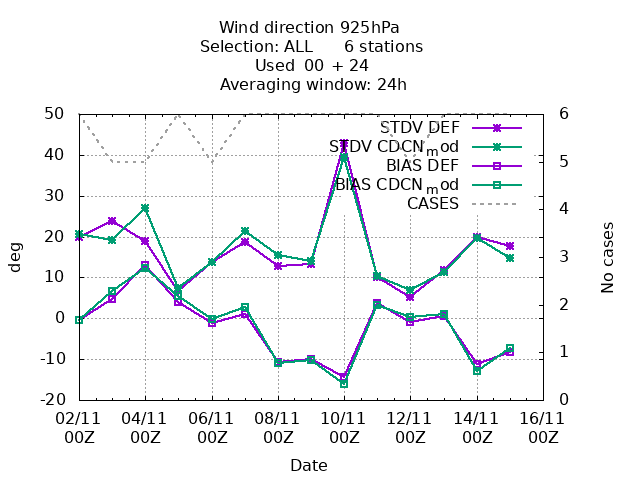 Wind direction 925hPa
Selection: ALL 6 stations
Used 00 + 24
Averaging window: 24h
50
40
30
20
10
0
-10
-20
6
5
4
3
2
1
0
deg
No cases
STDV DEF
STDV CDCNmod
BIAS DEF
BIAS CDCNmod
CASES
02/11 04/11 06/11 08/11 10/11 12/11 14/11 16/11
00Z 00Z 00Z 00Z 00Z 00Z 00Z 00Z
Date